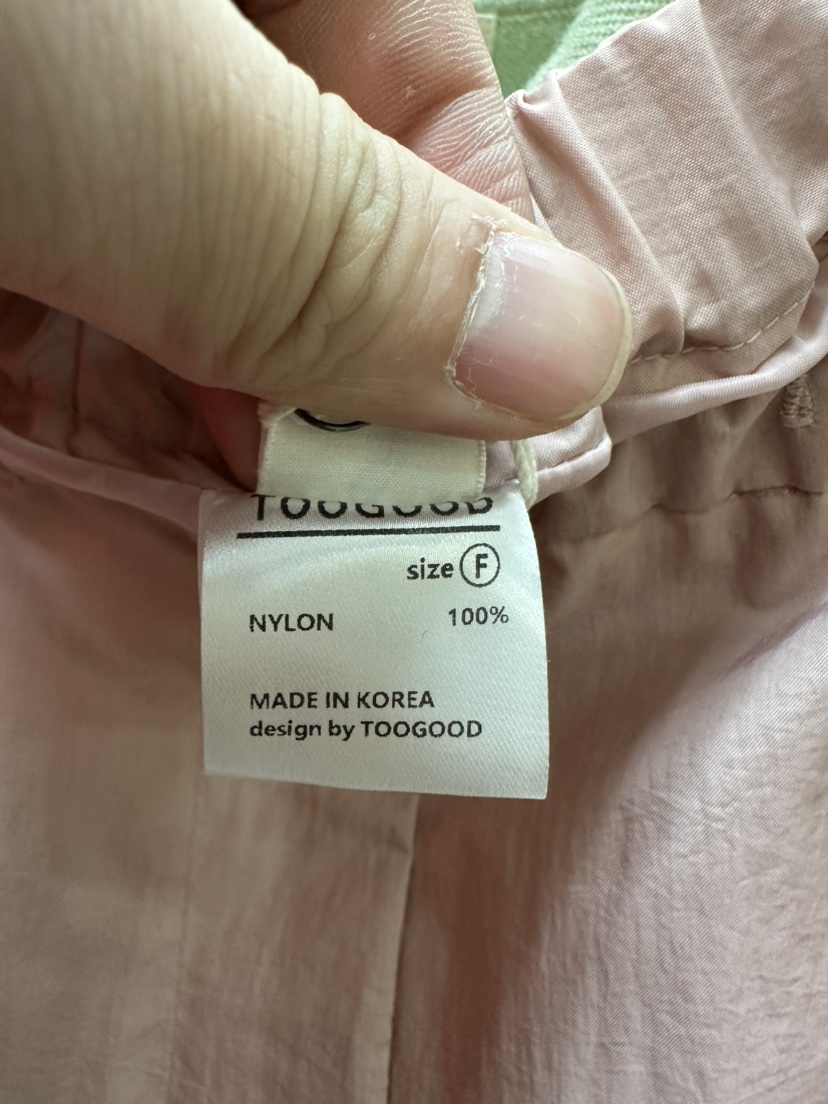 TOOGOOD
size F
NYLON 100%
MADE IN KOREA
design by TOOGOOD